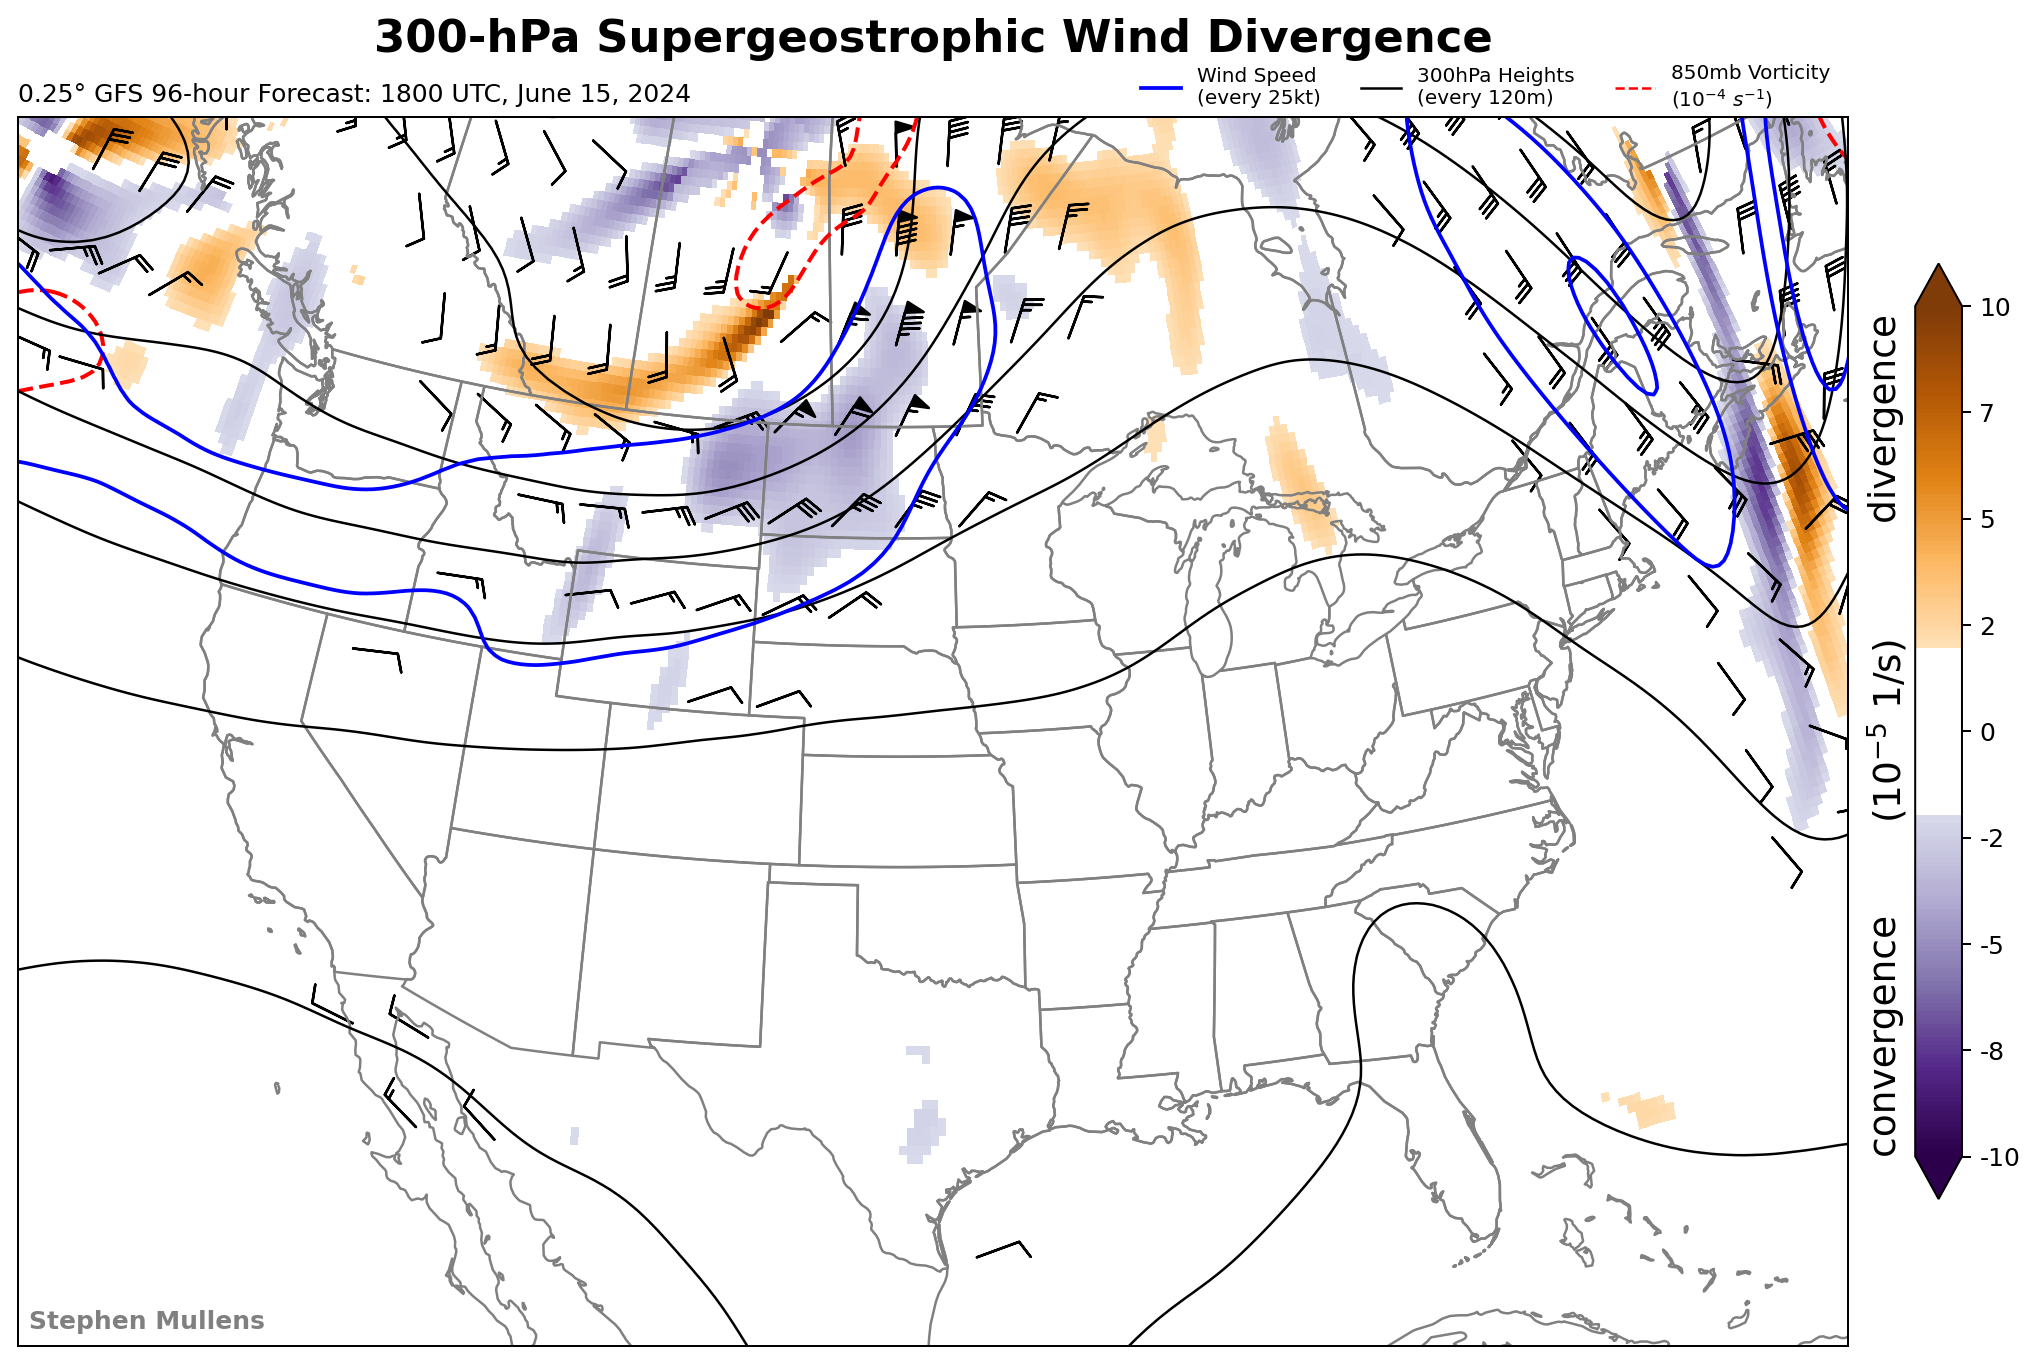 300-hPa Supergeostrophic Wind Divergence
0.25° GFS 96-hour Forecast: 1800 UTC, June 15, 2024
Wind Speed
(every 25kt)
300hPa Heights
(every 120m)
850mb Vorticity
(10⁻⁴ s⁻¹)
10
7
5
2
0
-2
-5
-8
-10
convergence (10⁻⁵ 1/s) divergence
Stephen Mullens